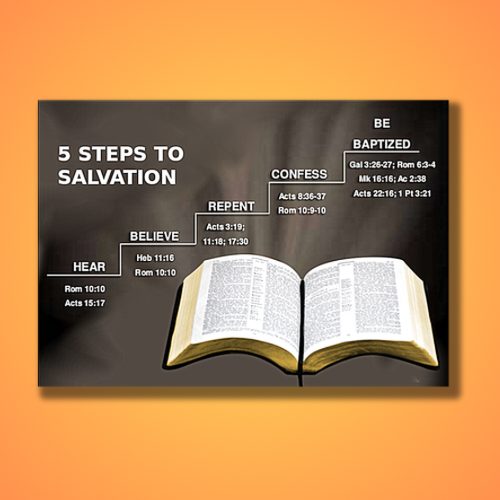 5 STEPS TO
SALVATION
HEAR
Rom 10:10
Acts 15:17
BELIEVE
Heb 11:16
Rom 10:10
REPENT
Acts 3:19;
11:18; 17:30
CONFESS
Acts 8:36-37
Rom 10:9-10
BE
BAPTIZED
Gal 3:26-27; Rom 6:3-4
Mk 16:16; Ac 2:38
Acts 22:16; 1 Pt 3:21